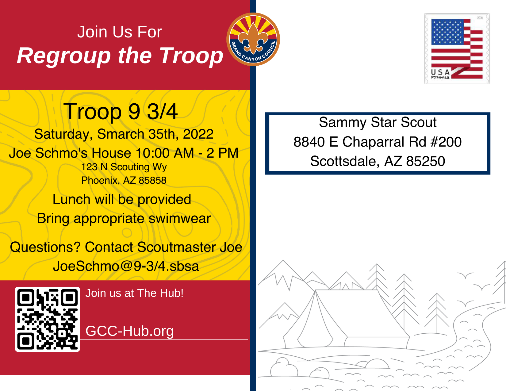 Join Us For
Regroup the Troop
GRAND CANYON COUNCIL
USA
Troop 9 3/4
Saturday, Smarch 35th, 2022
Joe Schmo's House 10:00 AM - 2 PM
123 N Scouting Wy
Phoenix, AZ 85858
Lunch will be provided
Bring appropriate swimwear
Questions? Contact Scoutmaster Joe
JoeSchmo@9-3/4.sbsa
Join us at The Hub!
GCC-Hub.org
Sammy Star Scout
8840 E Chaparral Rd #200
Scottsdale, AZ 85250